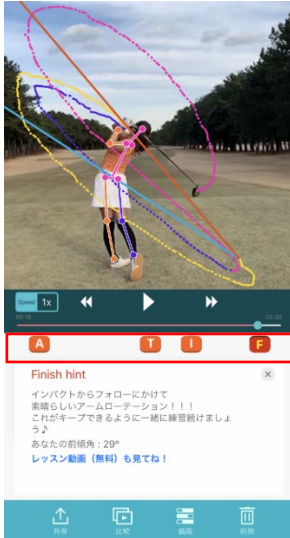 Speed 1x
00:16 00:20
A T I F
Finish hint
インパクトからフォローにかけて
素晴らしいアームローテーション！！！
これがキープできるように一緒に練習続けましょ
う♪
あなたの前傾角：29°
レッスン動画（無料）も見てね！
共有 比較 線画 削除